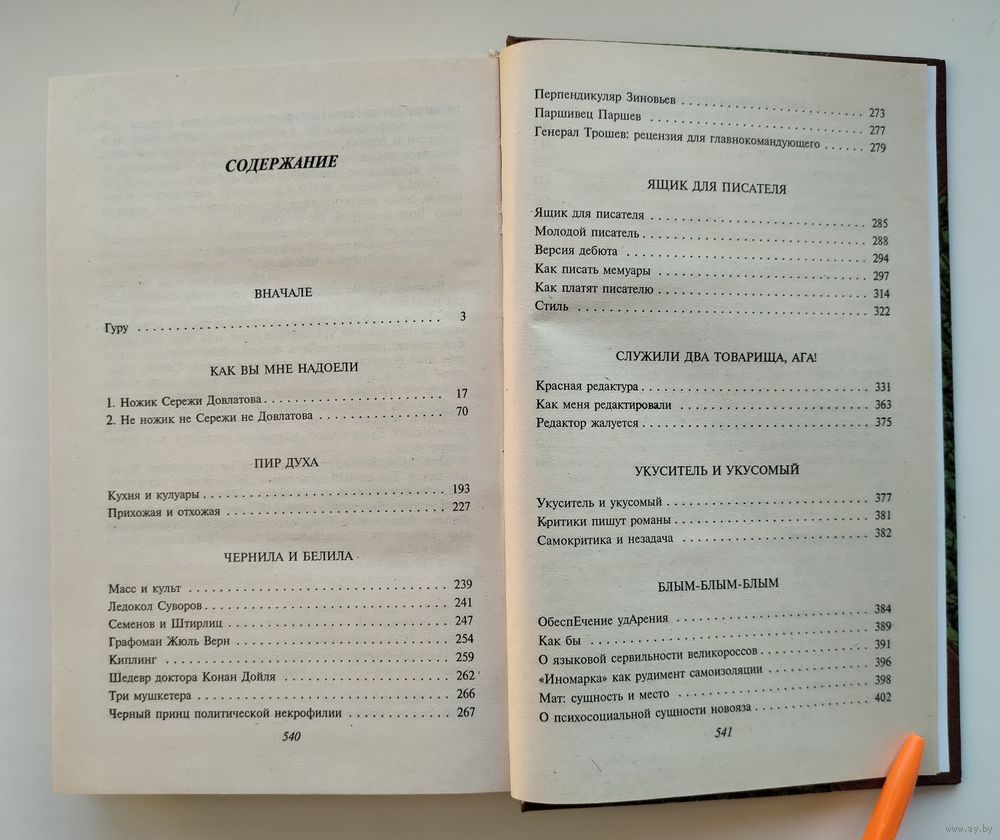 СОДЕРЖАНИЕ
ВНАЧАЛЕ
Гуру 3
КАК ВЫ МНЕ НАДОЕЛИ
1. Ножик Сережи Довлатова 17
2. Не ножик не Сережи не Довлатова 70
ПИР ДУХА
Кухня и кулуары 193
Прихожая и отхожая 227
ЧЕРНИЛА И БЕЛИЛА
Масс и культ 239
Ледокол Суворов 241
Семенов и Штирлиц 247
Графоман Жюль Верн 254
Киплинг 259
Шедевр доктора Конан Дойля 262
Три мушкетера 266
Черный принц политической некрофилии 267
540
Перпендикуляр Зиновьев 273
Паршивец Паршев 277
Генерал Трошев: рецензия для главнокомандующего 279
ЯЩИК ДЛЯ ПИСАТЕЛЯ
Ящик для писателя 285
Молодой писатель 288
Версия дебюта 294
Как писать мемуары 297
Как платят писателю 314
Стиль 322
СЛУЖИЛИ ДВА ТОВАРИЩА, АГА!
Красная редактура 331
Как меня редактировали 363
Редактор жалуется 375
УКУСИТЕЛЬ И УКУСОМЫЙ
Укуситель и укусомый 377
Критики пишут романы 381
Самокритика и незадача 382
БЛЫМ-БЛЫМ-БЛЫМ
ОбеспЕчение удАрения 384
Как бы 389
О языковой сервильности великороссов 391
«Иномарка» как рудимент самоизоляции 396
Мат: сущность и место 398
О психосоциальной сущности новояза 402
541
www.ay.by